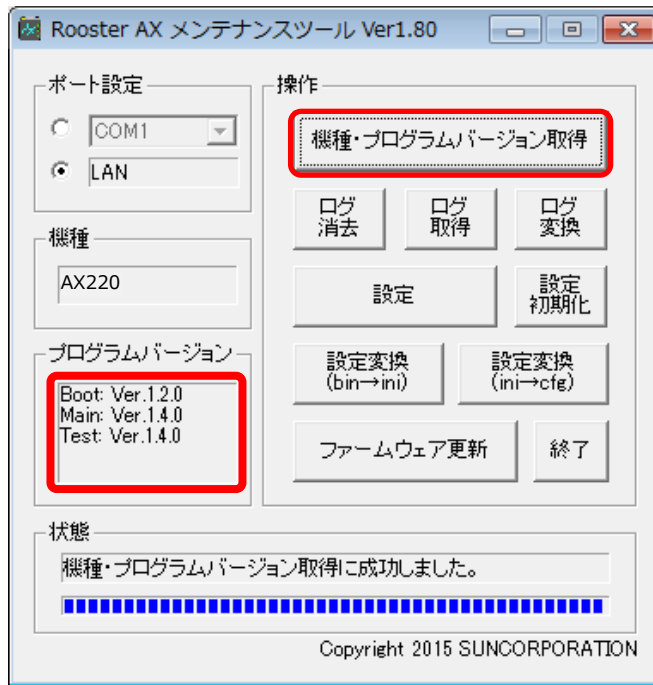 Rooster AX メンテナンスツール Ver1.80
ポート設定
COM1
LAN
機種
AX220
プログラムバージョン
Boot: Ver.1.2.0
Main: Ver.1.4.0
Test: Ver.1.4.0
操作
機種・プログラムバージョン取得
ログ
消去
ログ
取得
ログ
変換
設定
設定
初期化
設定変換
(bin→ini)
設定変換
(ini→cfg)
ファームウェア更新
終了
状態
機種・プログラムバージョン取得に成功しました。
Copyright 2015 SUNCORPORATION